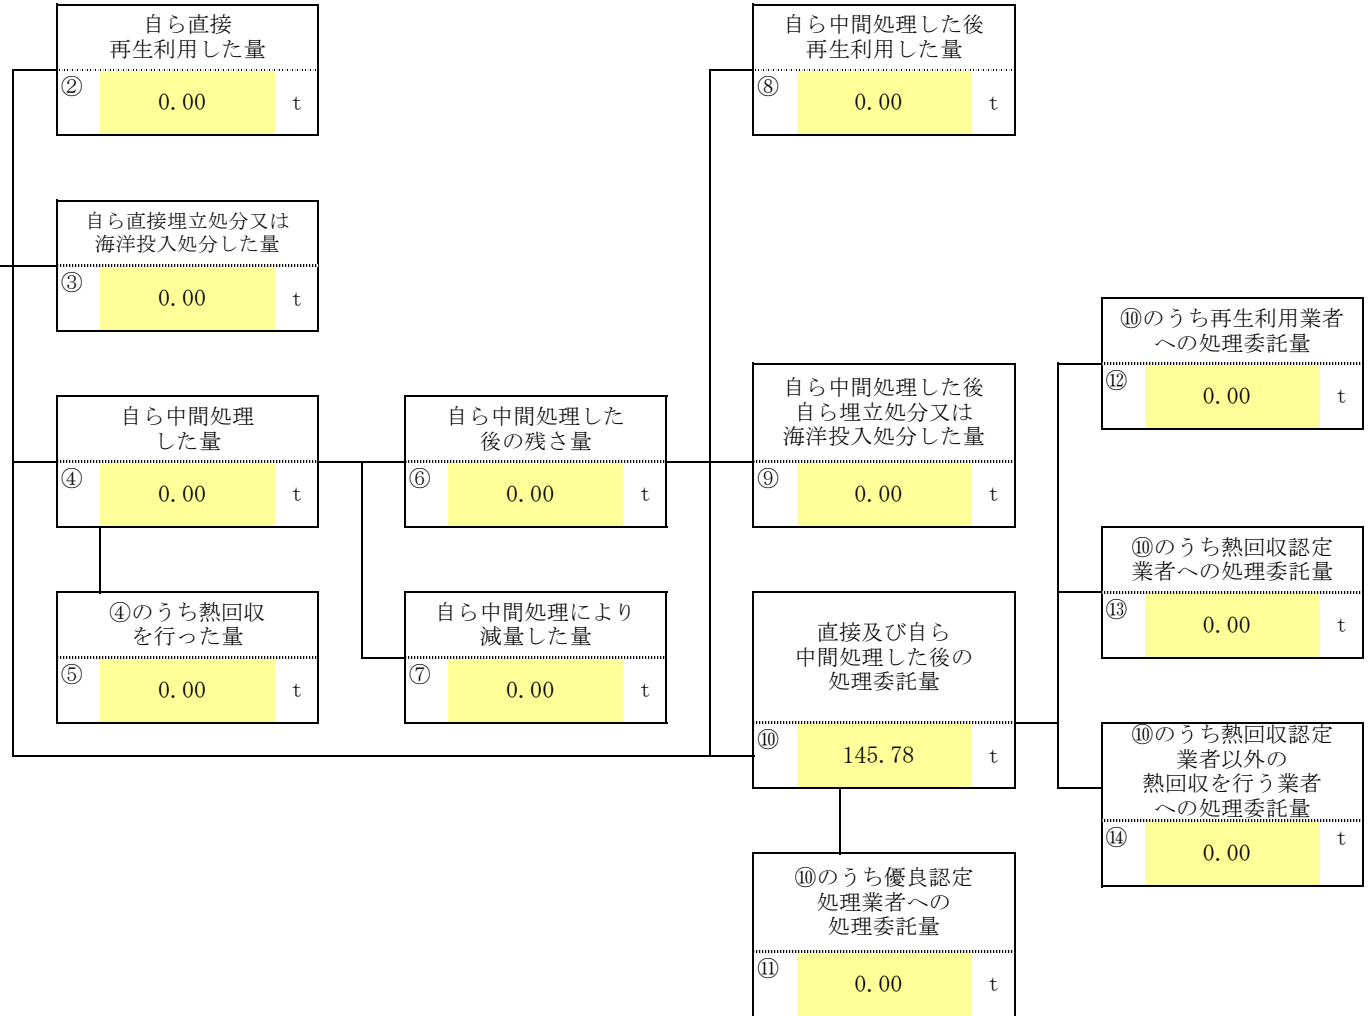 自ら直接
再生利用した量
②
0.00
t
自ら中間処理した後
再生利用した量
⑧
0.00
t
自ら直接埋立処分又は
海洋投入処分した量
③
0.00
t
⑩のうち再生利用業者
への処理委託量
⑫
0.00
t
自ら中間処理
した量
④
0.00
t
自ら中間処理した
後の残さ量
⑥
0.00
t
自ら中間処理した後
自ら埋立処分又は
海洋投入処分した量
⑨
0.00
t
⑩のうち熱回収認定
業者への処理委託量
⑬
0.00
t
④のうち熱回収
を行った量
⑤
0.00
t
自ら中間処理により
減量した量
⑦
0.00
t
直接及び自ら
中間処理した後の
処理委託量
⑩
145.78
t
⑩のうち熱回収認定
業者以外の
熱回収を行う業者
への処理委託量
⑭
0.00
t
⑩のうち優良認定
処理業者への
処理委託量
⑪
0.00
t